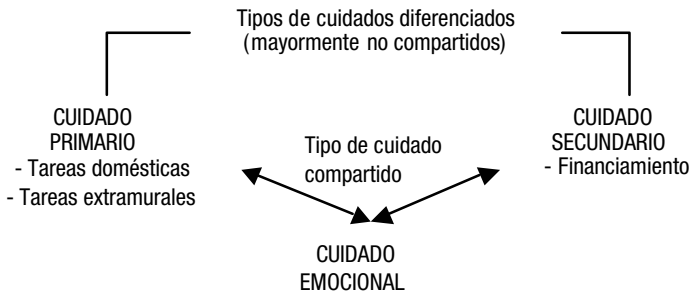 Tipos de cuidados diferenciados
(mayormente no compartidos)
CUIDADO
PRIMARIO
- Tareas domésticas
- Tareas extramurales
Tipo de cuidado
compartido
CUIDADO
SECUNDARIO
- Financiamiento
CUIDADO
EMOCIONAL